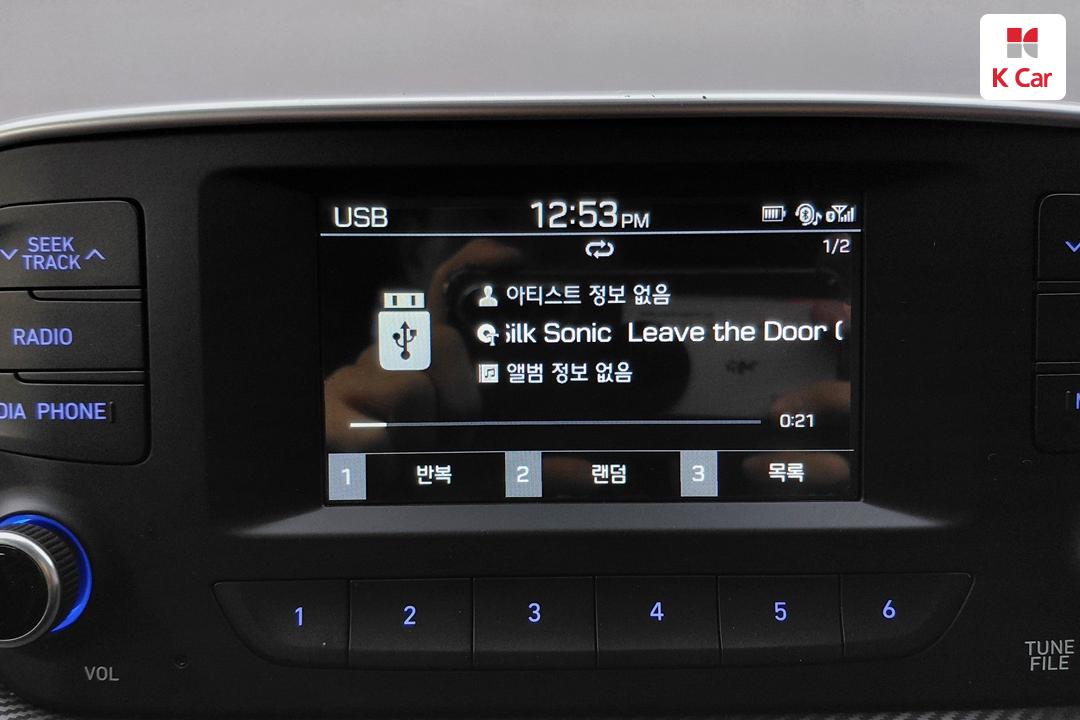 K Car
USB 12:53 PM
1/2
아티스트 정보 없음
Silk Sonic Leave the Door
앨범 정보 없음
0:21
1 반복 2 랜덤 3 목록
SEEK
TRACK
RADIO
DIA PHONE
1 2 3 4 5 6
VOL
TUNE
FILE